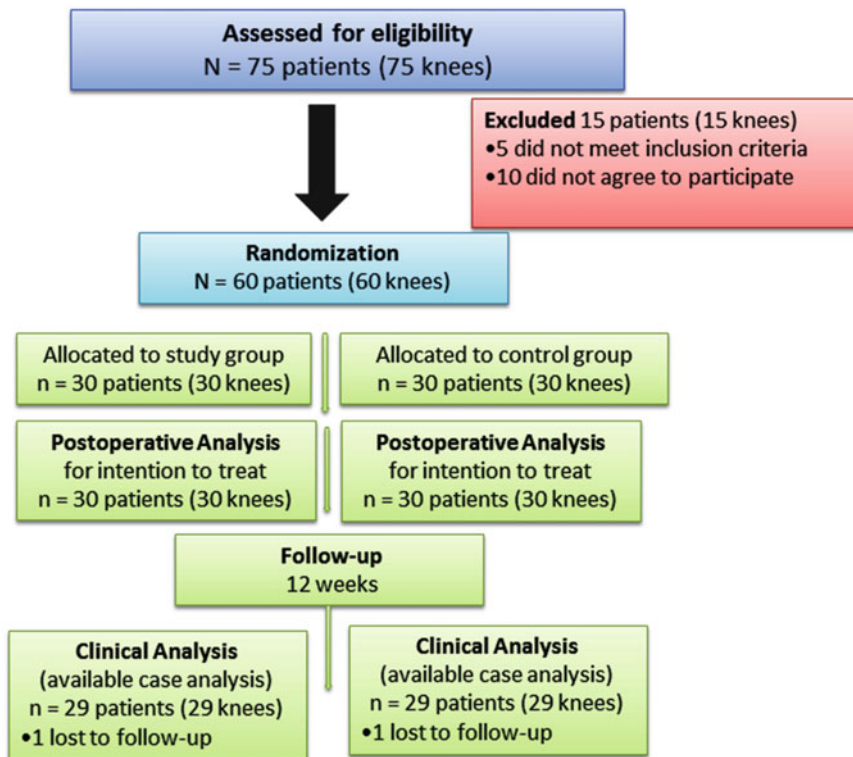 Assessed for eligibility
N = 75 patients (75 knees)
Excluded 15 patients (15 knees)
•5 did not meet inclusion criteria
•10 did not agree to participate
Randomization
N = 60 patients (60 knees)
Allocated to study group
n = 30 patients (30 knees)
Allocated to control group
n = 30 patients (30 knees)
Postoperative Analysis
for intention to treat
n = 30 patients (30 knees)
Postoperative Analysis
for intention to treat
n = 30 patients (30 knees)
Follow-up
12 weeks
Clinical Analysis
(available case analysis)
n = 29 patients (29 knees)
•1 lost to follow-up
Clinical Analysis
(available case analysis)
n = 29 patients (29 knees)
•1 lost to follow-up